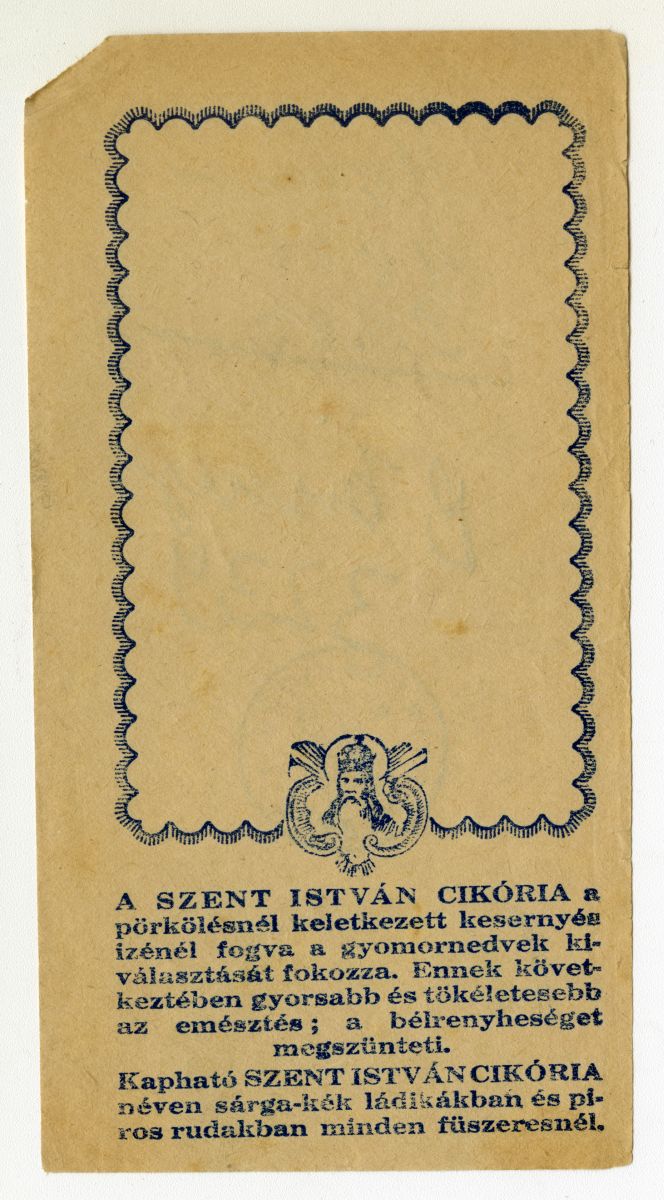 A SZENT ISTVÁN CIKÓRIA a
pörkölésnél keletkezett kesernyés
izénél fogva a gyomornedvek ki-
választását fokozza. Ennek követ-
keztében gyorsabb és tökéletesebb
az emésztés; a bélrenyheséget
megszünteti.
Kapható SZENT ISTVÁN CIKÓRIA
néven sárga-kék ládikákban és pi-
ros rudakban minden füszeresnél.